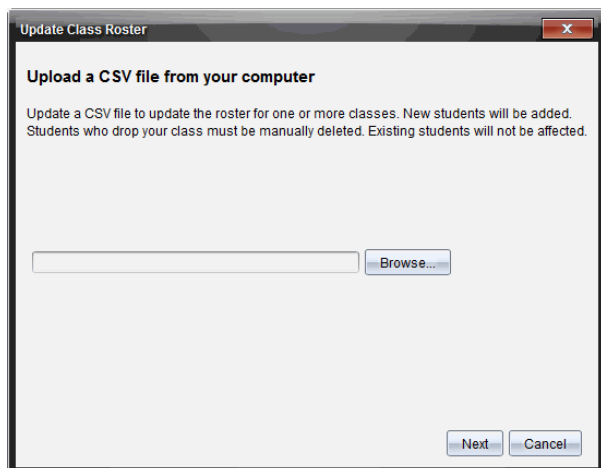 Update Class Roster
X
Upload a CSV file from your computer
Update a CSV file to update the roster for one or more classes. New students will be added.
Students who drop your class must be manually deleted. Existing students will not be affected.
Browse...
Next Cancel